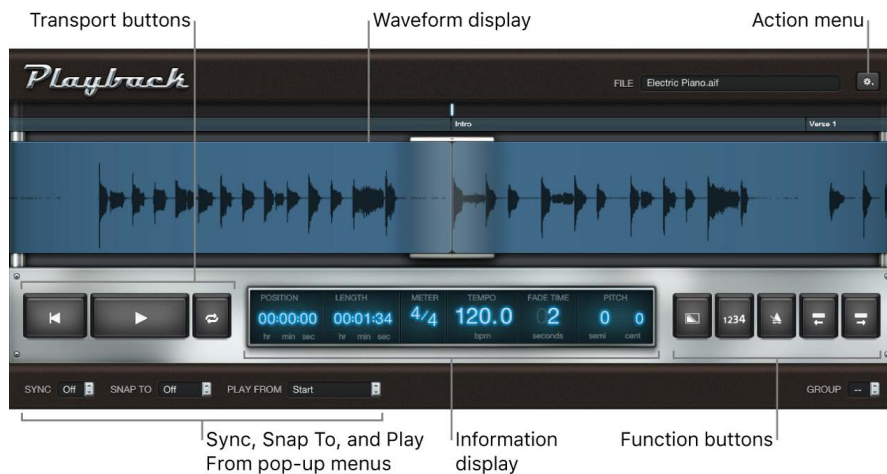 Transport buttons
Waveform display
Action menu
Playback
FILE Electric Piano.aif
Intro
Verse 1
POSITION LENGTH METER TEMPO FADE TIME PITCH
00:00:00 00:01:34 4/4 120.0 02 0 0
hr min sec hr min sec bpm seconds semi cent
1234
SYNC Off SNAP TO Off PLAY FROM Start GROUP --
Sync, Snap To, and Play
From pop-up menus
Information
display
Function buttons